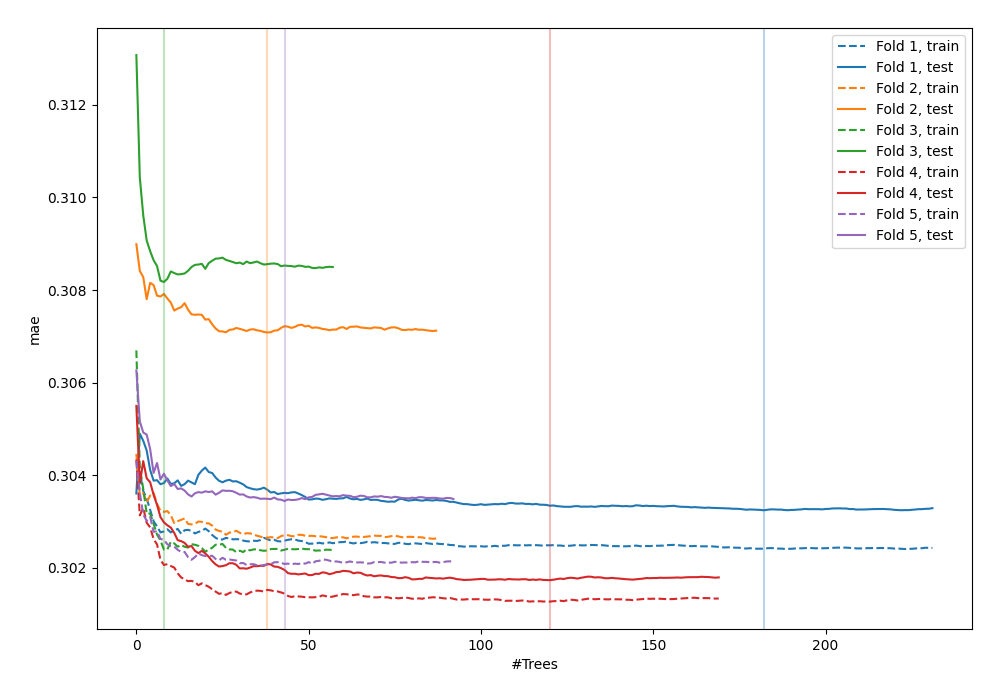 0.312
0.310
0.308
0.306
0.304
0.302
mae
0
50
100
150
200
#Trees
Fold 1, train
Fold 1, test
Fold 2, train
Fold 2, test
Fold 3, train
Fold 3, test
Fold 4, train
Fold 4, test
Fold 5, train
Fold 5, test